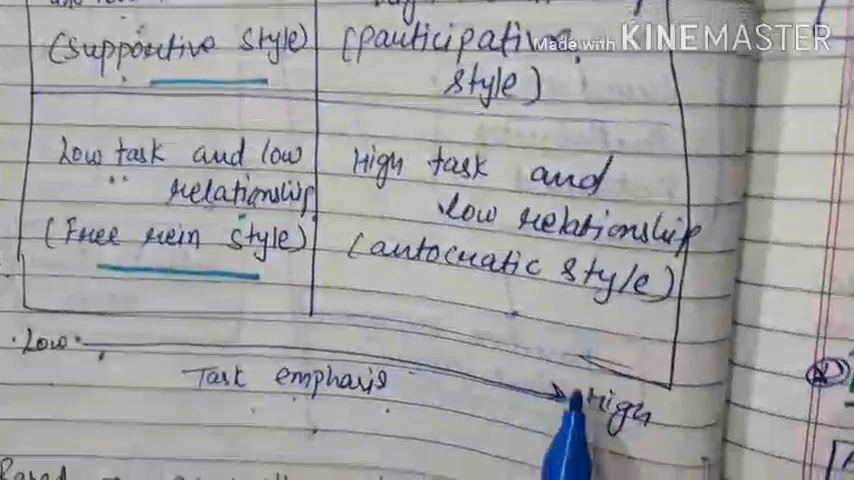 Made with KINEMASTER
(supportive style)
(participative
style)
Low task and low
relationship
(Free rein style)
High task and
low relationship
(autocratic style)
Low
Task emphasis
High
Based